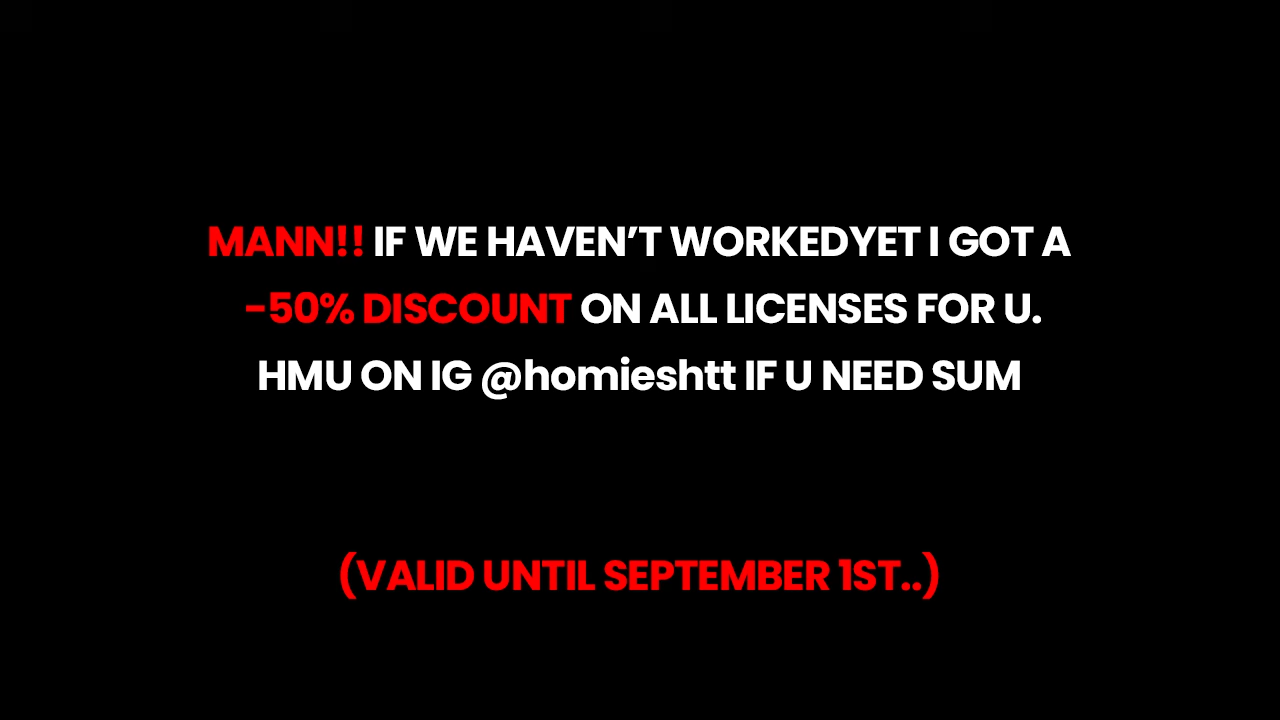 MANN!! IF WE HAVEN’T WORKEDYET I GOT A
-50% DISCOUNT ON ALL LICENSES FOR U.
HMU ON IG @homieshtt IF U NEED SUM
(VALID UNTIL SEPTEMBER 1ST..)